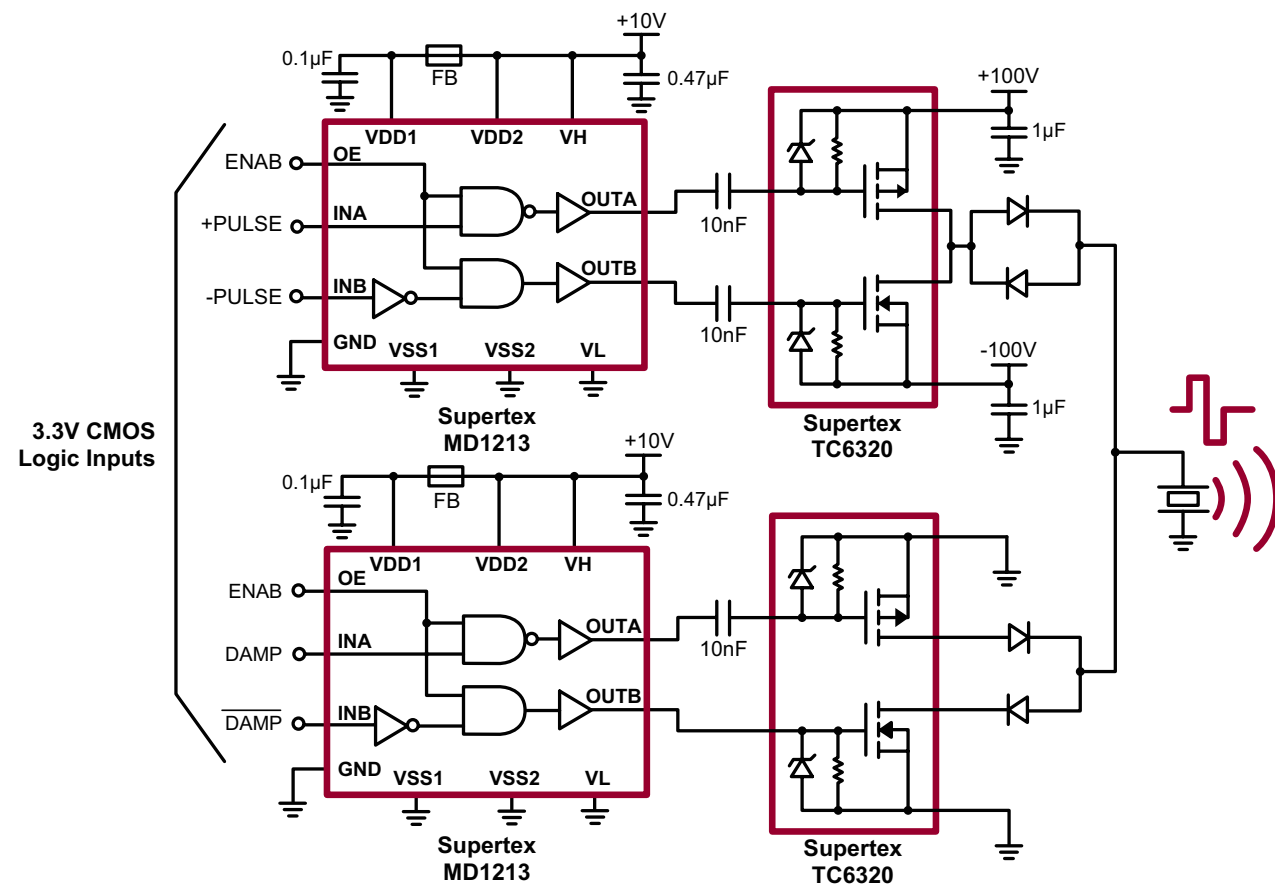 +10V
0.1µF
FB
0.47µF
VDD1
VDD2
VH
ENAB
OE
+PULSE
INA
OUTA
-PULSE
INB
OUTB
GND
VSS1
VSS2
VL
Supertex
MD1213
10nF
10nF
+100V
1µF
-100V
1µF
Supertex
TC6320
3.3V CMOS
Logic Inputs
+10V
0.1µF
FB
0.47µF
VDD1
VDD2
VH
ENAB
OE
DAMP
INA
OUTA
DAMP
INB
OUTB
GND
VSS1
VSS2
VL
Supertex
MD1213
10nF
Supertex
TC6320